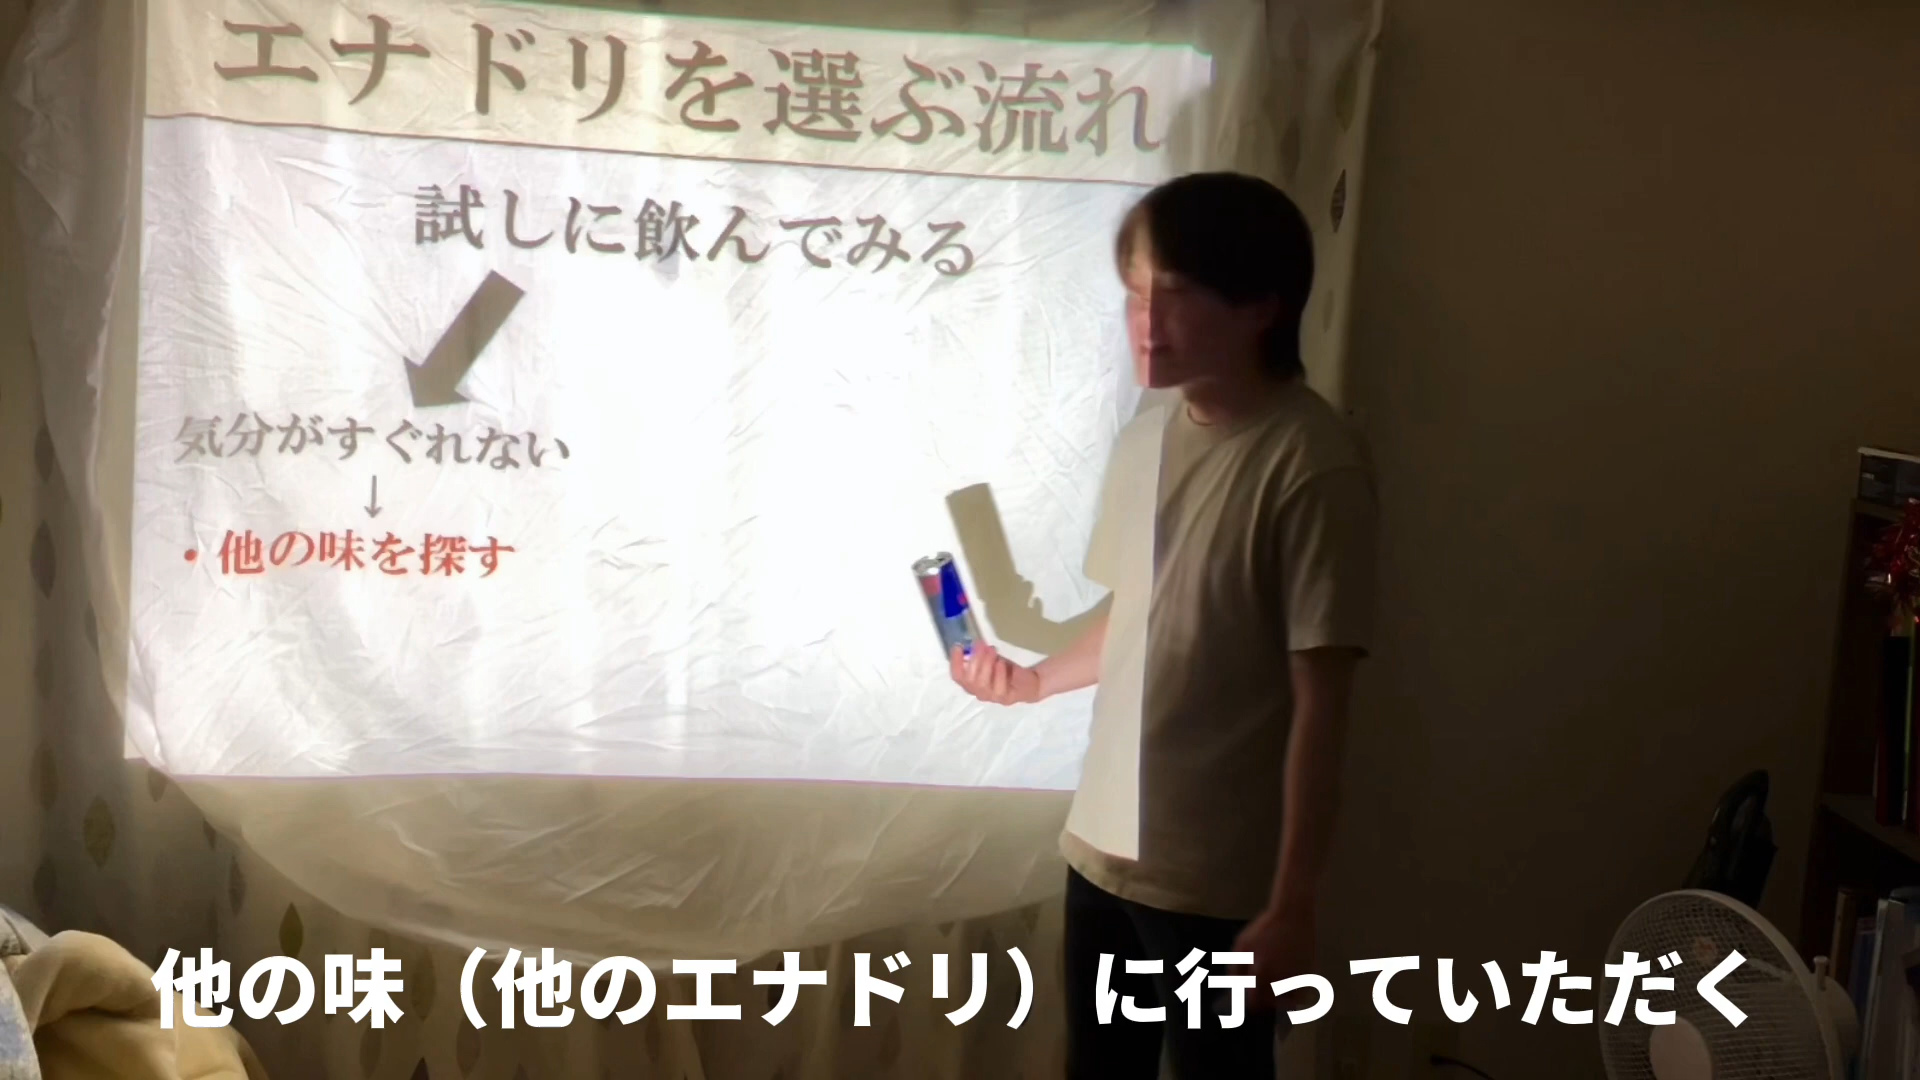 エナドリを選ぶ流れ
試しに飲んでみる
気分がすぐれない
↓
・他の味を探す
他の味（他のエナドリ）に行っていただく